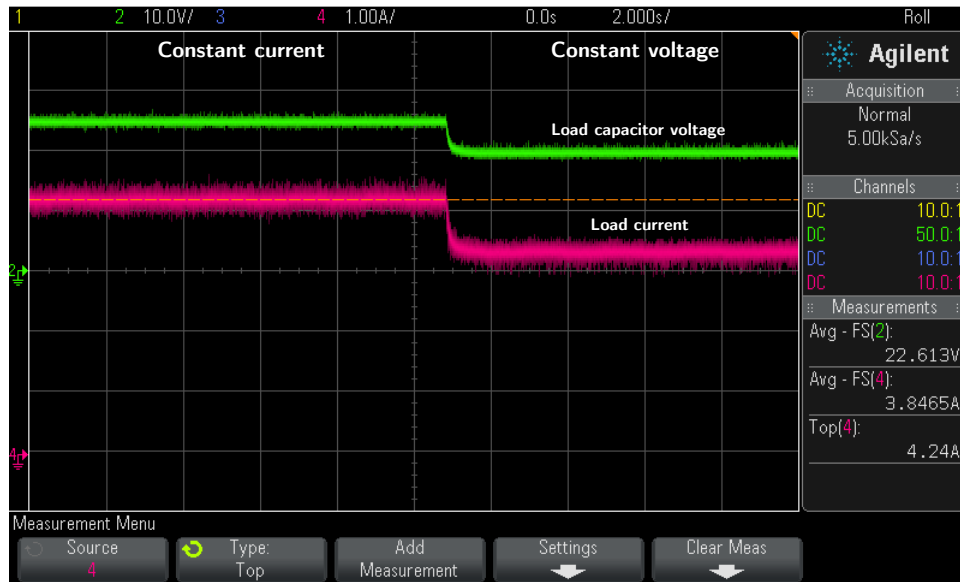 1 2 10.0V/ 3 4 1.00A/ 0.0s 2.000s/ Roll
Constant current Constant voltage
Agilent
Acquisition
Normal
5.00kSa/s
Load capacitor voltage
Channels
DC 10.0:1
DC 50.0:1
DC 10.0:1
DC 10.0:1
Load current
2
Measurements
Avg - FS(2):
22.613V
Avg - FS(4):
3.8465A
Top(4):
4.24A
4
Measurement Menu
Source
4
Type:
Top
Add
Measurement
Settings
Clear Meas